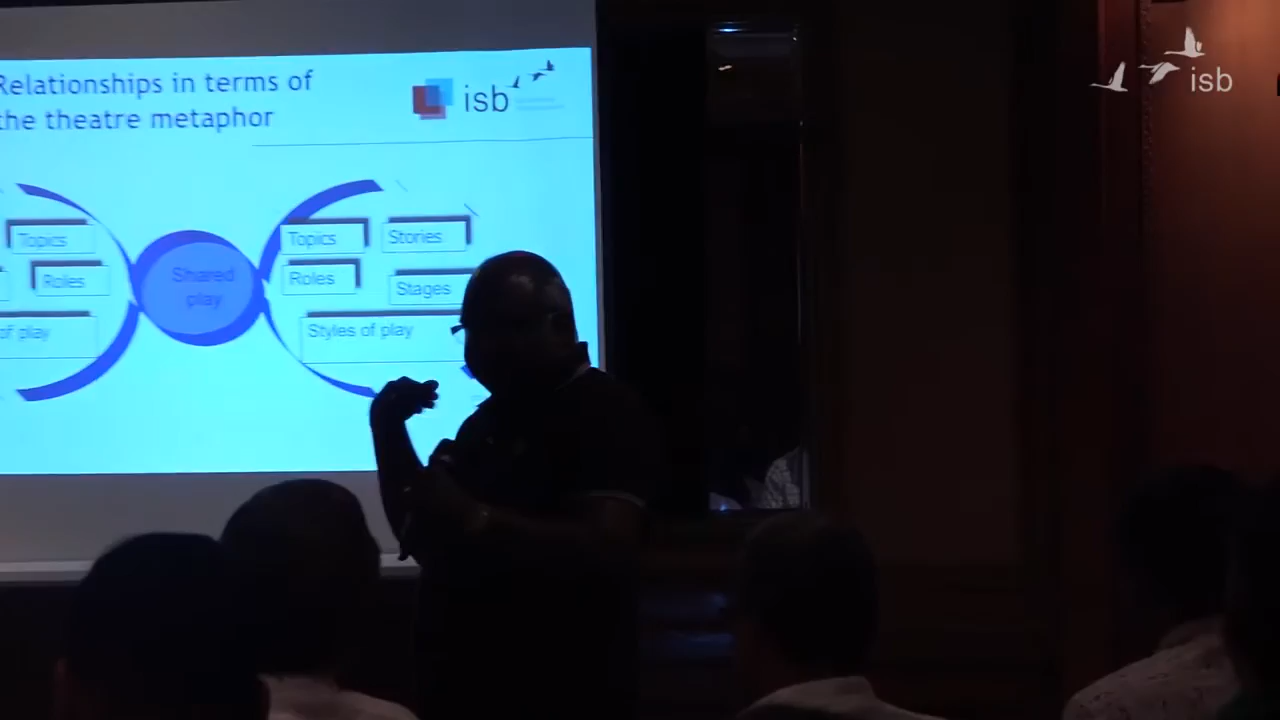 Relationships in terms of
the theatre metaphor
isb
isb
Topics
Roles
of play
Shared
play
Topics
Stories
Roles
Stages
Styles of play